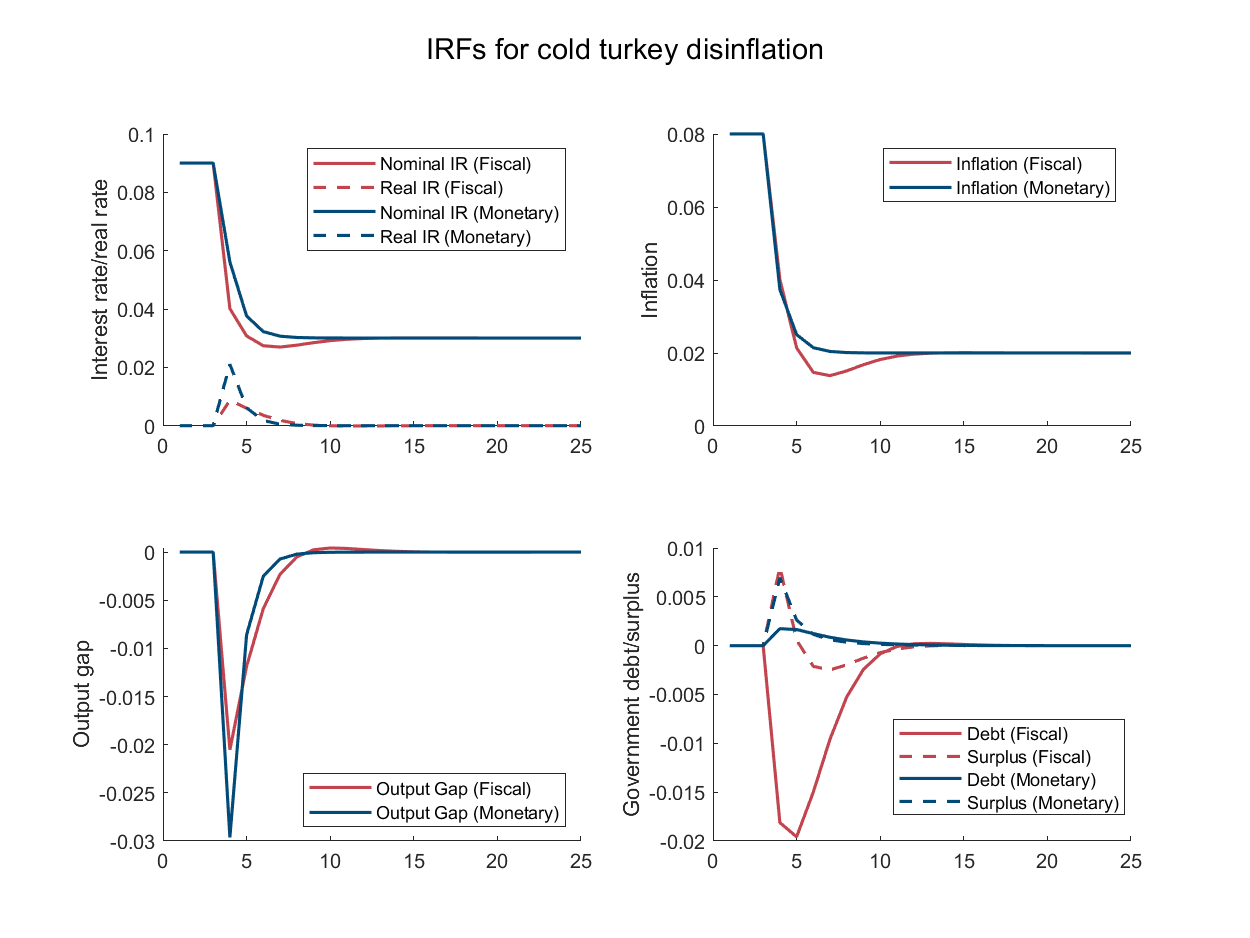 IRFs for cold turkey disinflation
Interest rate/real rate
0.1
0.08
0.06
0.04
0.02
0
0 5 10 15 20 25
Nominal IR (Fiscal)
Real IR (Fiscal)
Nominal IR (Monetary)
Real IR (Monetary)
Inflation
0.08
0.06
0.04
0.02
0
0 5 10 15 20 25
Inflation (Fiscal)
Inflation (Monetary)
Output gap
0
-0.005
-0.01
-0.015
-0.02
-0.025
-0.03
0 5 10 15 20 25
Output Gap (Fiscal)
Output Gap (Monetary)
Government debt/surplus
0.01
0.005
0
-0.005
-0.01
-0.015
-0.02
0 5 10 15 20 25
Debt (Fiscal)
Surplus (Fiscal)
Debt (Monetary)
Surplus (Monetary)